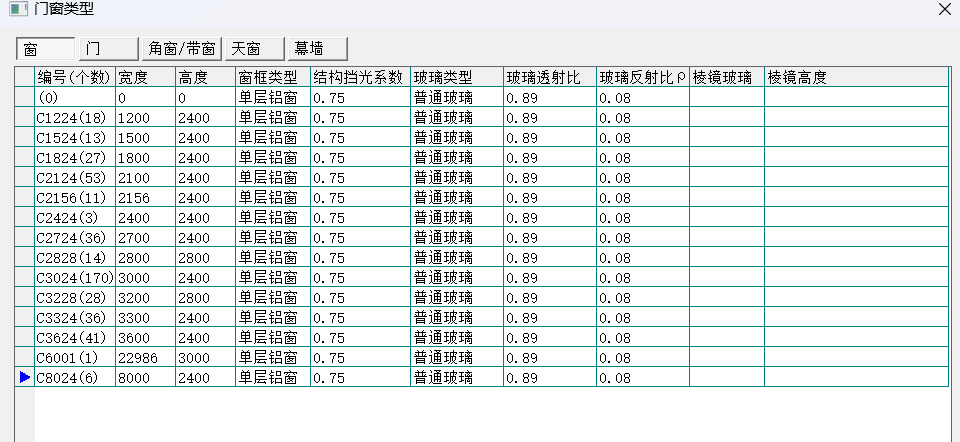 门窗类型
窗 门 角窗/带窗 天窗 幕墙
编号(个数) 宽度 高度 窗框类型 结构挡光系数 玻璃类型 玻璃透射比 玻璃反射比ρ 棱镜玻璃 棱镜高度
(0) 0 0 单层铝窗 0.75 普通玻璃 0.89 0.08
C1224(18) 1200 2400 单层铝窗 0.75 普通玻璃 0.89 0.08
C1524(13) 1500 2400 单层铝窗 0.75 普通玻璃 0.89 0.08
C1824(27) 1800 2400 单层铝窗 0.75 普通玻璃 0.89 0.08
C2124(53) 2100 2400 单层铝窗 0.75 普通玻璃 0.89 0.08
C2156(11) 2156 2400 单层铝窗 0.75 普通玻璃 0.89 0.08
C2424(3) 2400 2400 单层铝窗 0.75 普通玻璃 0.89 0.08
C2724(36) 2700 2400 单层铝窗 0.75 普通玻璃 0.89 0.08
C2828(14) 2800 2800 单层铝窗 0.75 普通玻璃 0.89 0.08
C3024(170) 3000 2400 单层铝窗 0.75 普通玻璃 0.89 0.08
C3228(28) 3200 2800 单层铝窗 0.75 普通玻璃 0.89 0.08
C3324(36) 3300 2400 单层铝窗 0.75 普通玻璃 0.89 0.08
C3624(41) 3600 2400 单层铝窗 0.75 普通玻璃 0.89 0.08
C6001(1) 22986 3000 单层铝窗 0.75 普通玻璃 0.89 0.08
C8024(6) 8000 2400 单层铝窗 0.75 普通玻璃 0.89 0.08